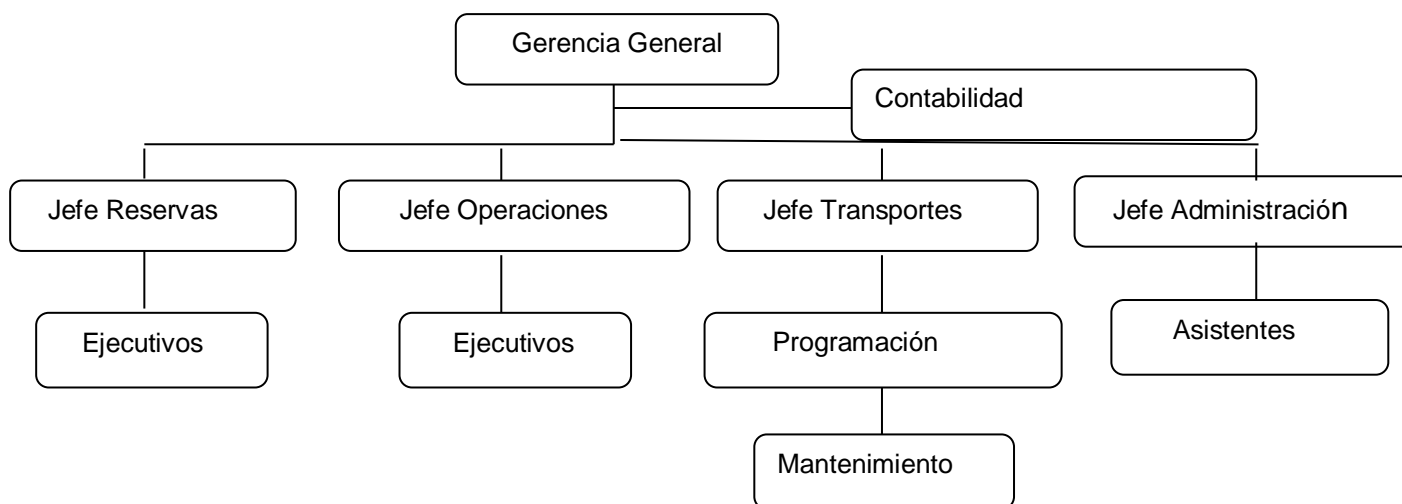 Gerencia General
Contabilidad
Jefe Reservas
Jefe Operaciones
Jefe Transportes
Jefe Administración
Ejecutivos
Ejecutivos
Programación
Asistentes
Mantenimiento